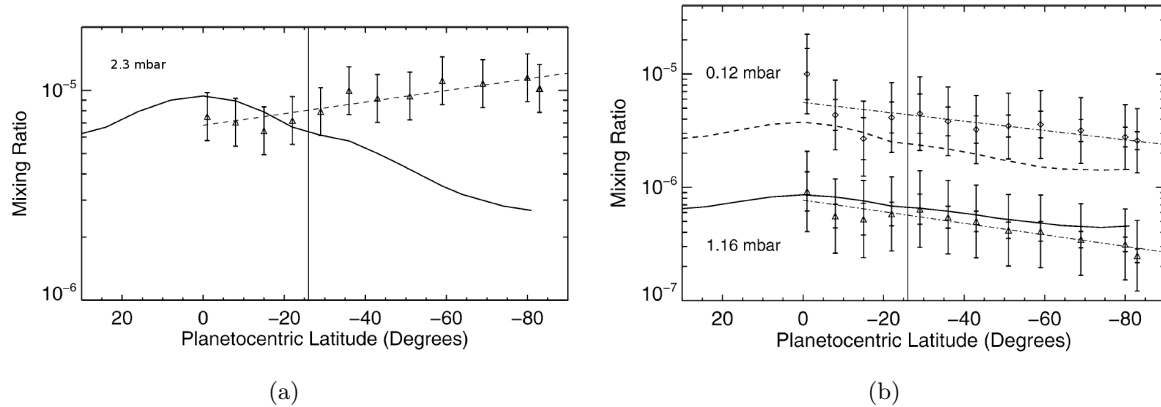 2.3 mbar
10⁻⁵
10⁻⁶
Mixing Ratio
20 0 −20 −40 −60 −80
Planetocentric Latitude (Degrees)
(a)
0.12 mbar
1.16 mbar
10⁻⁵
10⁻⁶
10⁻⁷
Mixing Ratio
20 0 −20 −40 −60 −80
Planetocentric Latitude (Degrees)
(b)